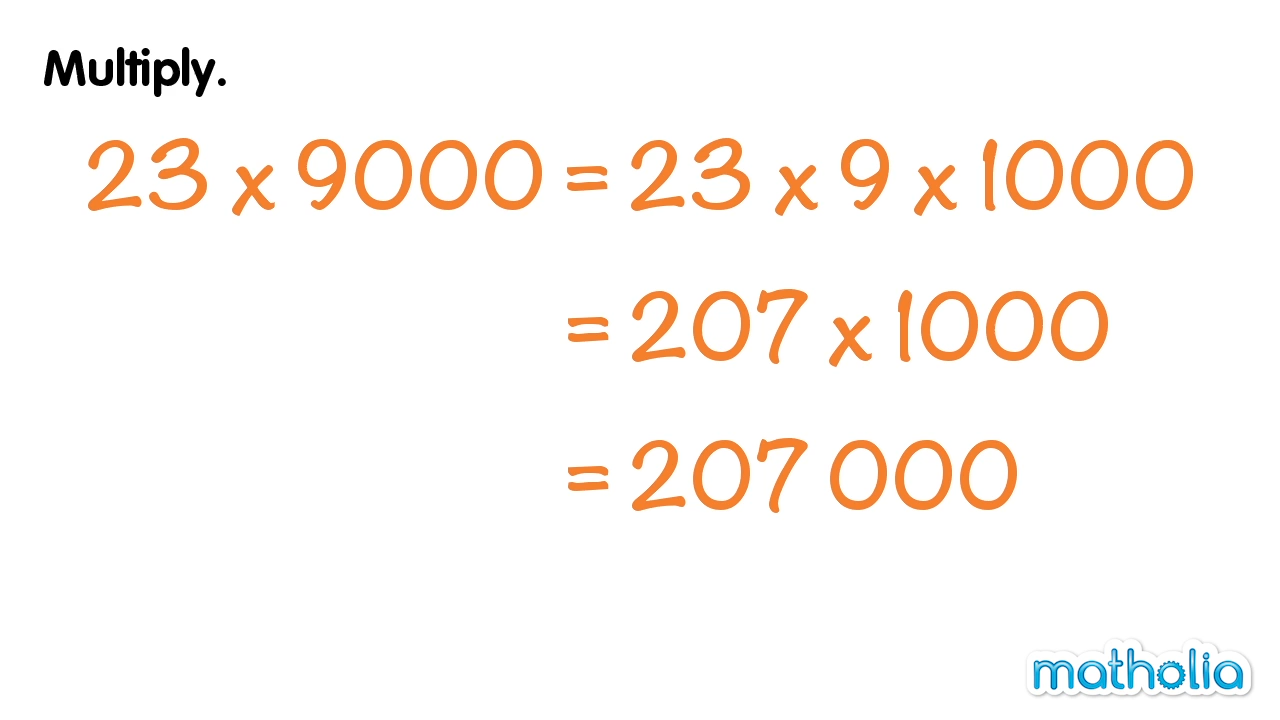 Multiply.
23 x 9000 = 23 x 9 x 1000
= 207 x 1000
= 207 000
matholia